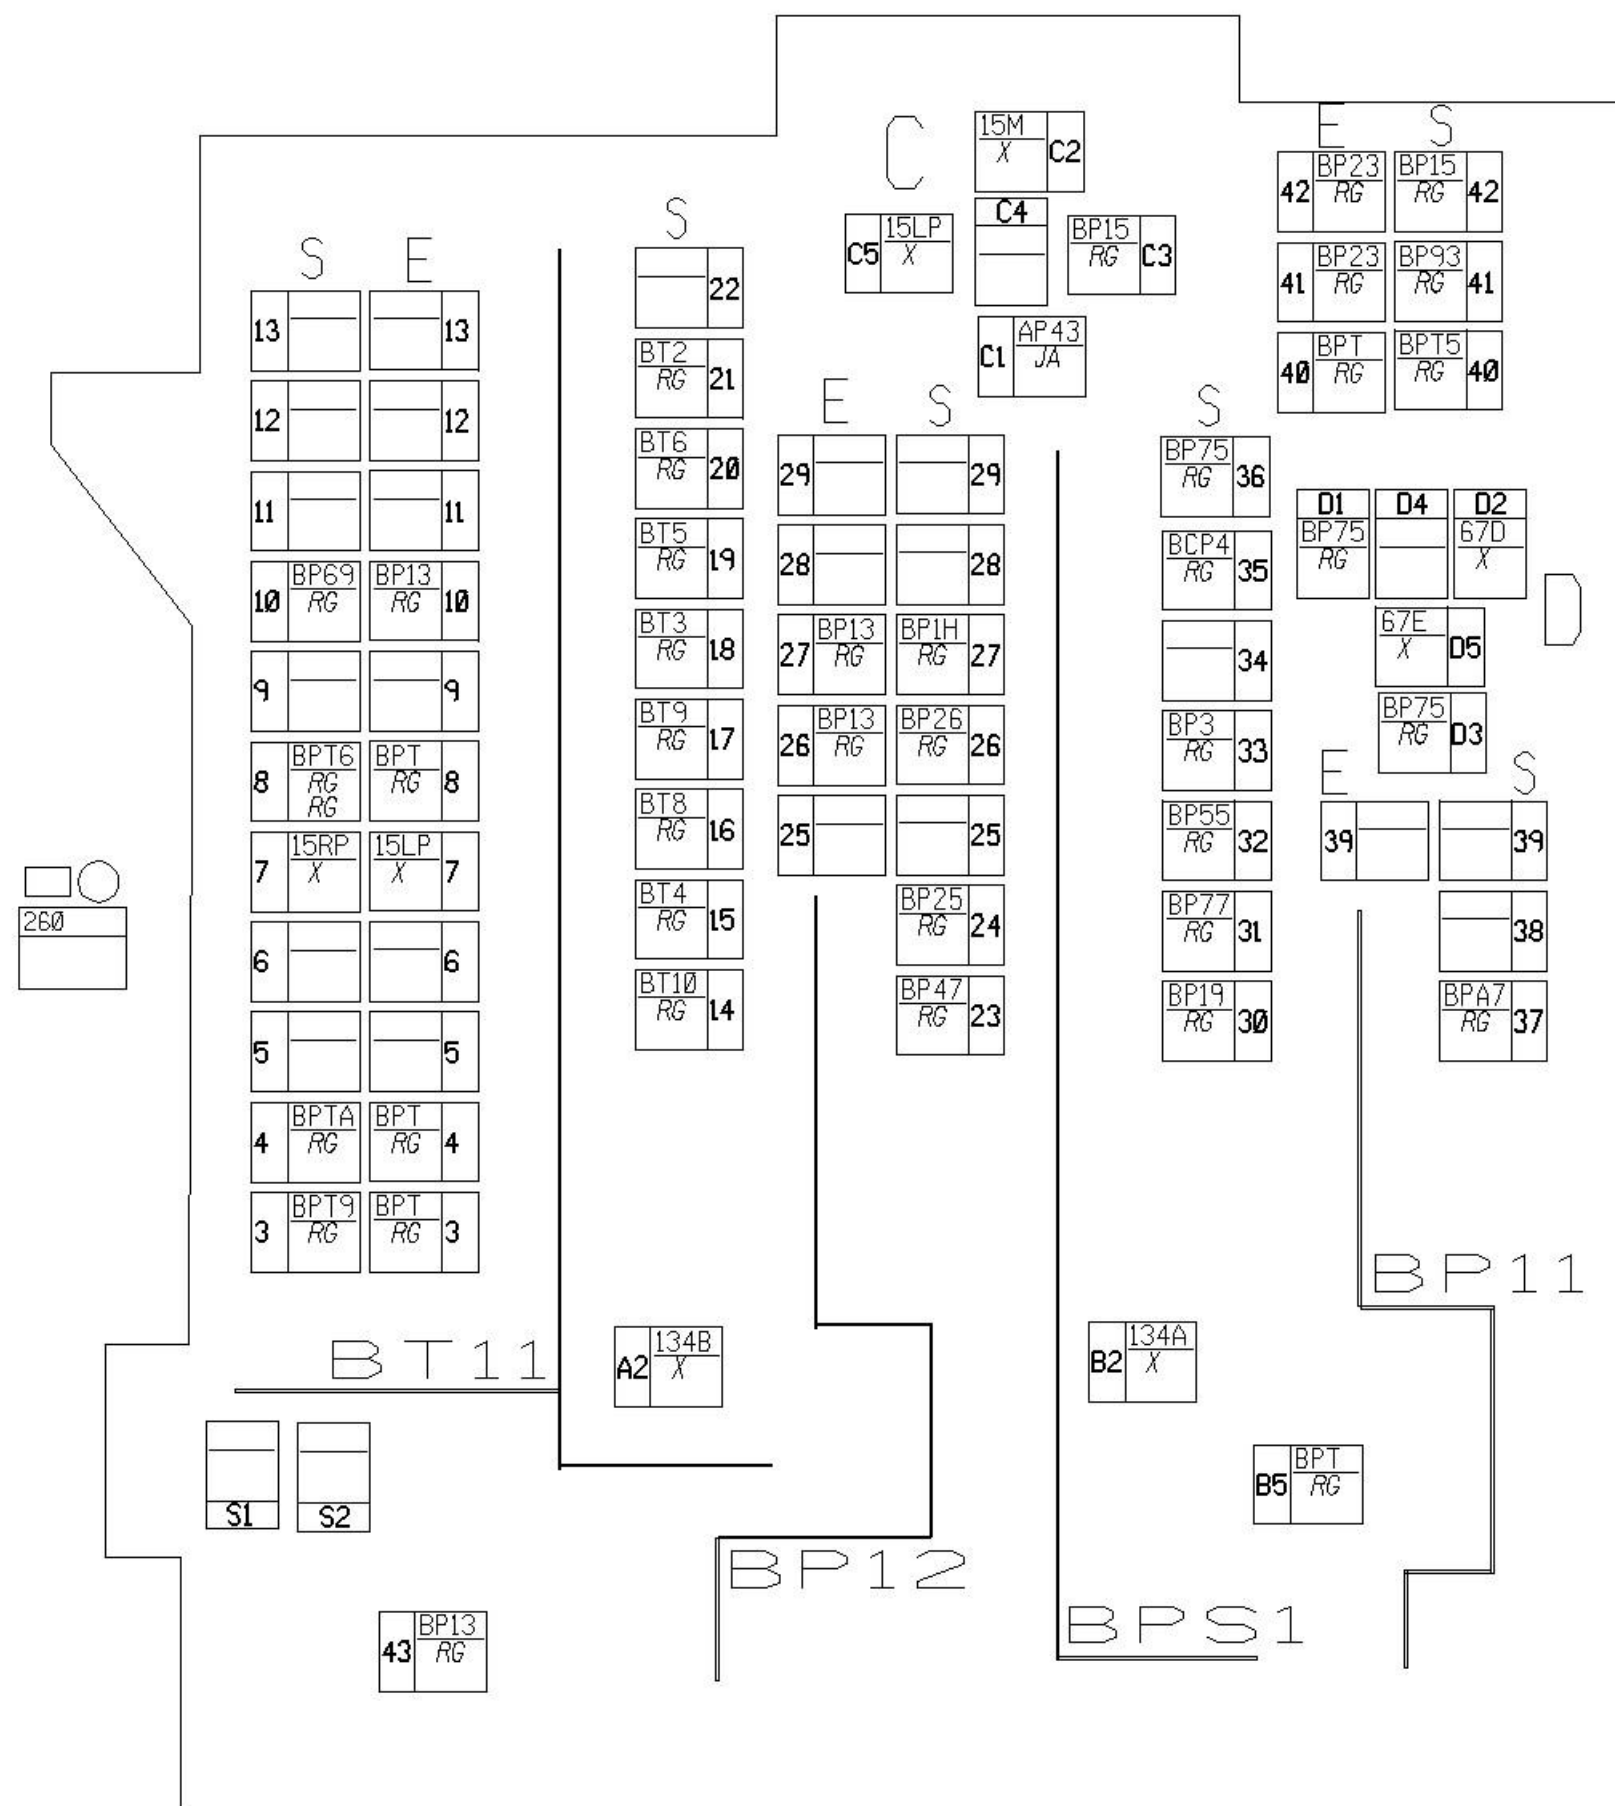 C
15M
X
C2
E S
42 BP23 RG
BP15 RG 42
C5 15LP X
C4
BP15 RG C3
41 BP23 RG
BP93 RG 41
C1 AP43 JA
40 BPT RG
BPT5 RG 40
S E
13
13
12
12
11
11
10 BP69 RG
BP13 RG 10
9
9
8 BPT6 RG RG
BPT RG 8
7 15RP X
15LP X 7
6
6
5
5
4 BPTA RG
BPT RG 4
3 BPT9 RG
BPT RG 3
S
22
BT2 RG 21
BT6 RG 20
BT5 RG 19
BT3 RG 18
BT9 RG 17
BT8 RG 16
BT4 RG 15
BT10 RG 14
E S
29
29
28
28
27 BP13 RG
BP1H RG 27
26 BP13 RG
BP26 RG 26
25
25
BP25 RG 24
BP47 RG 23
S
BP75 RG 36
BCP4 RG 35
34
BP3 RG 33
BP55 RG 32
BP77 RG 31
BP19 RG 30
D1 BP75 RG
D4
D2 67D X
67E X D5
BP75 RG D3
E S
39
39
38
BPA7 RG 37
260
BP11
BT11
A2 134B X
B2 134A X
S1
S2
B5 BPT RG
BP12
BPS1
43 BP13 RG